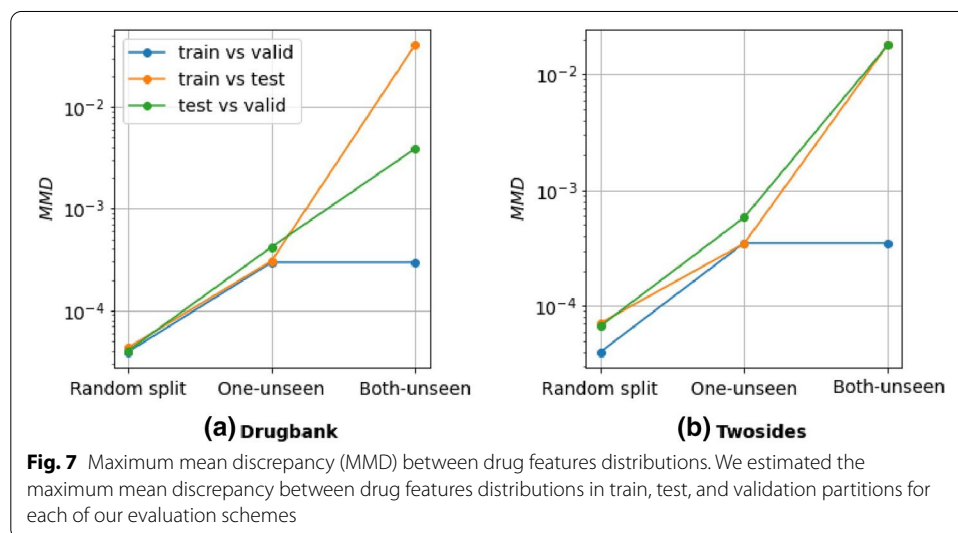 train vs valid
train vs test
test vs valid
10⁻²
10⁻³
10⁻⁴
MMD
Random split One-unseen Both-unseen
(a) Drugbank
10⁻²
10⁻³
10⁻⁴
MMD
Random split One-unseen Both-unseen
(b) Twosides
Fig. 7 Maximum mean discrepancy (MMD) between drug features distributions. We estimated the
maximum mean discrepancy between drug features distributions in train, test, and validation partitions for
each of our evaluation schemes